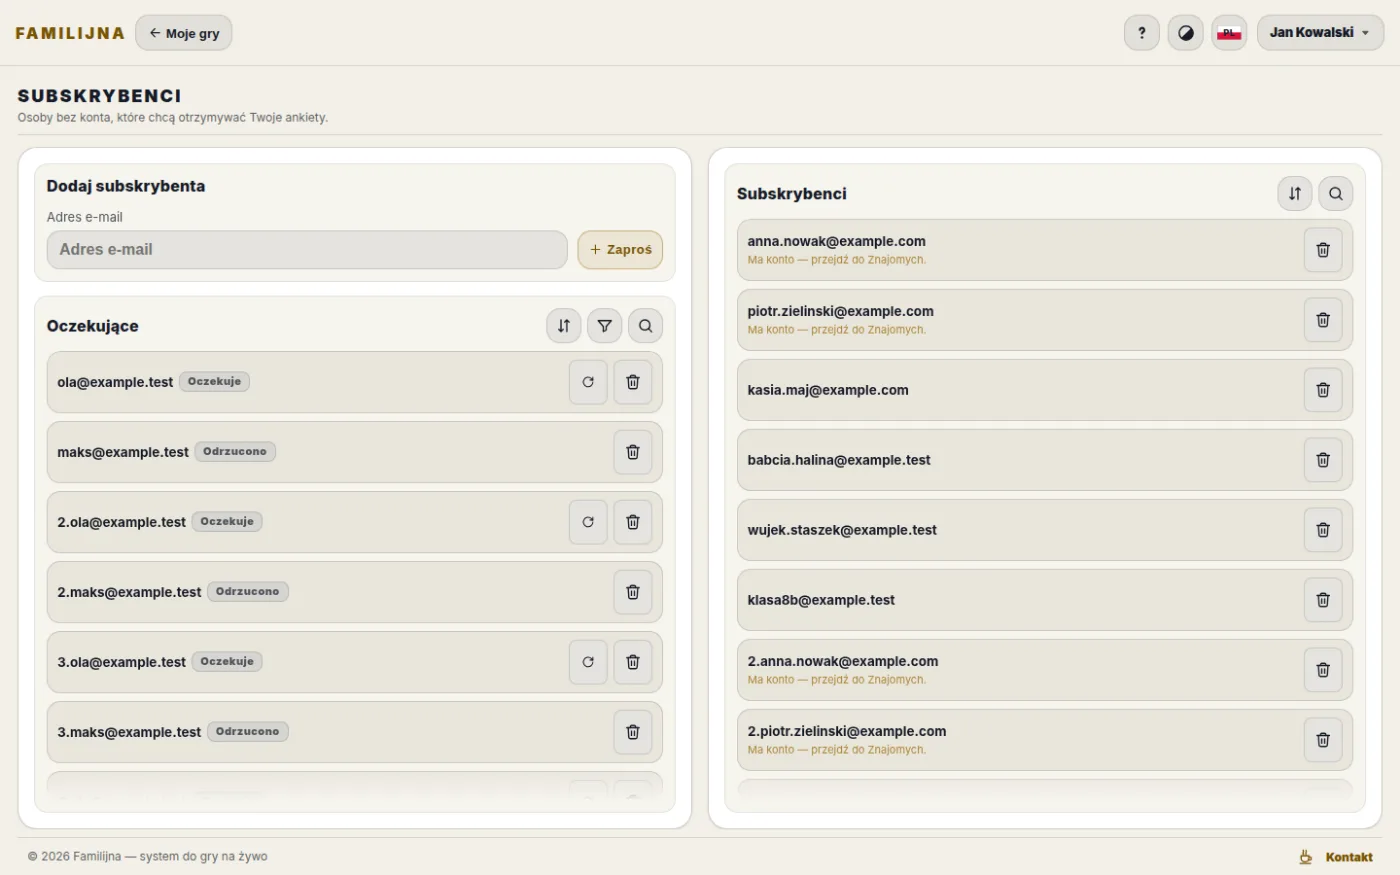 FAMILIJNA
← Moje gry
?
PL
Jan Kowalski
SUBSKRYBENCI
Osoby bez konta, które chcą otrzymywać Twoje ankiety.
Dodaj subskrybenta
Adres e-mail
Adres e-mail
+ Zaproś
Oczekujące
ola@example.test Oczekuje
maks@example.test Odrzucono
2.ola@example.test Oczekuje
2.maks@example.test Odrzucono
3.ola@example.test Oczekuje
3.maks@example.test Odrzucono
Subskrybenci
anna.nowak@example.com
Ma konto — przejdź do Znajomych.
piotr.zielinski@example.com
Ma konto — przejdź do Znajomych.
kasia.maj@example.com
babcia.halina@example.test
wujek.staszek@example.test
klasa8b@example.test
2.anna.nowak@example.com
Ma konto — przejdź do Znajomych.
2.piotr.zielinski@example.com
Ma konto — przejdź do Znajomych.
© 2026 Familijna — system do gry na żywo
Kontakt